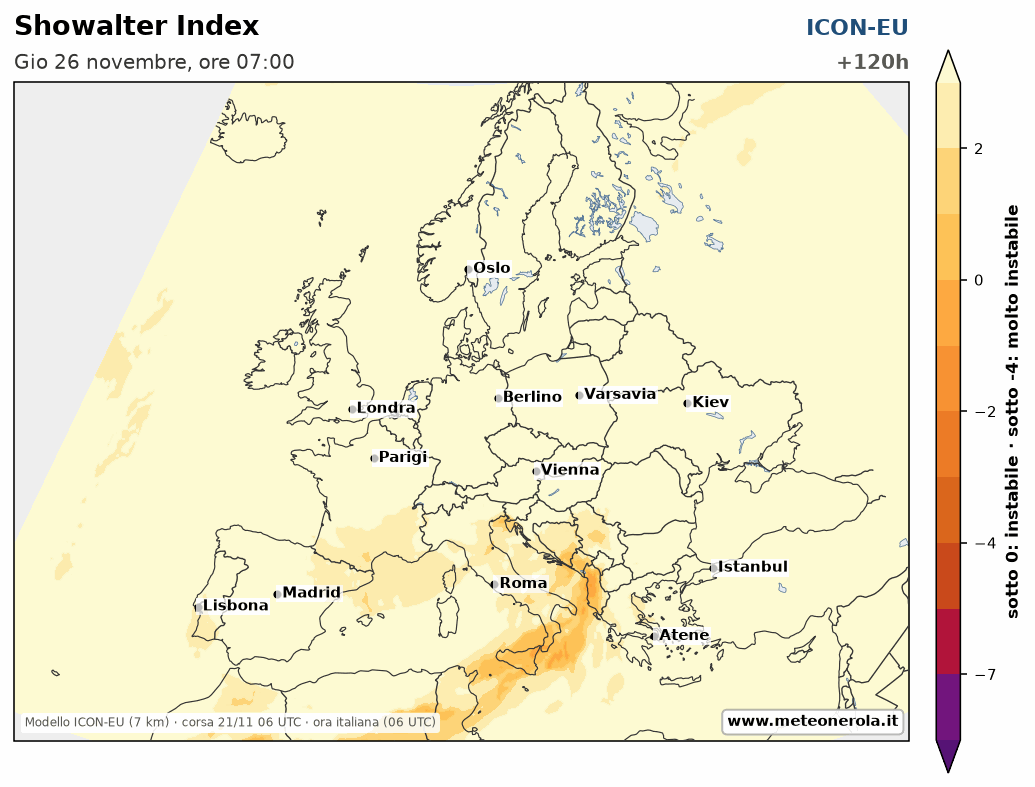 Showalter Index
ICON-EU
Gio 26 novembre, ore 07:00
+120h
Oslo
Berlino
Varsavia
Kiev
Londra
Parigi
Vienna
Istanbul
Roma
Madrid
Lisbona
Atene
Modello ICON-EU (7 km) · corsa 21/11 06 UTC · ora italiana (06 UTC)
www.meteonerola.it
2
0
−2
−4
−7
sotto 0: instabile · sotto -4: molto instabile